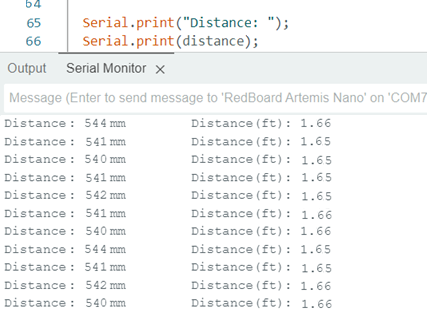 64
65 Serial.print("Distance: ");
66 Serial.print(distance);
Output Serial Monitor ×
Message (Enter to send message to 'RedBoard Artemis Nano' on 'COM7
Distance: 544 mm Distance(ft): 1.66
Distance: 541 mm Distance(ft): 1.65
Distance: 540 mm Distance(ft): 1.65
Distance: 541 mm Distance(ft): 1.65
Distance: 542 mm Distance(ft): 1.65
Distance: 541 mm Distance(ft): 1.66
Distance: 540 mm Distance(ft): 1.66
Distance: 544 mm Distance(ft): 1.65
Distance: 541 mm Distance(ft): 1.65
Distance: 542 mm Distance(ft): 1.66
Distance: 540 mm Distance(ft): 1.66